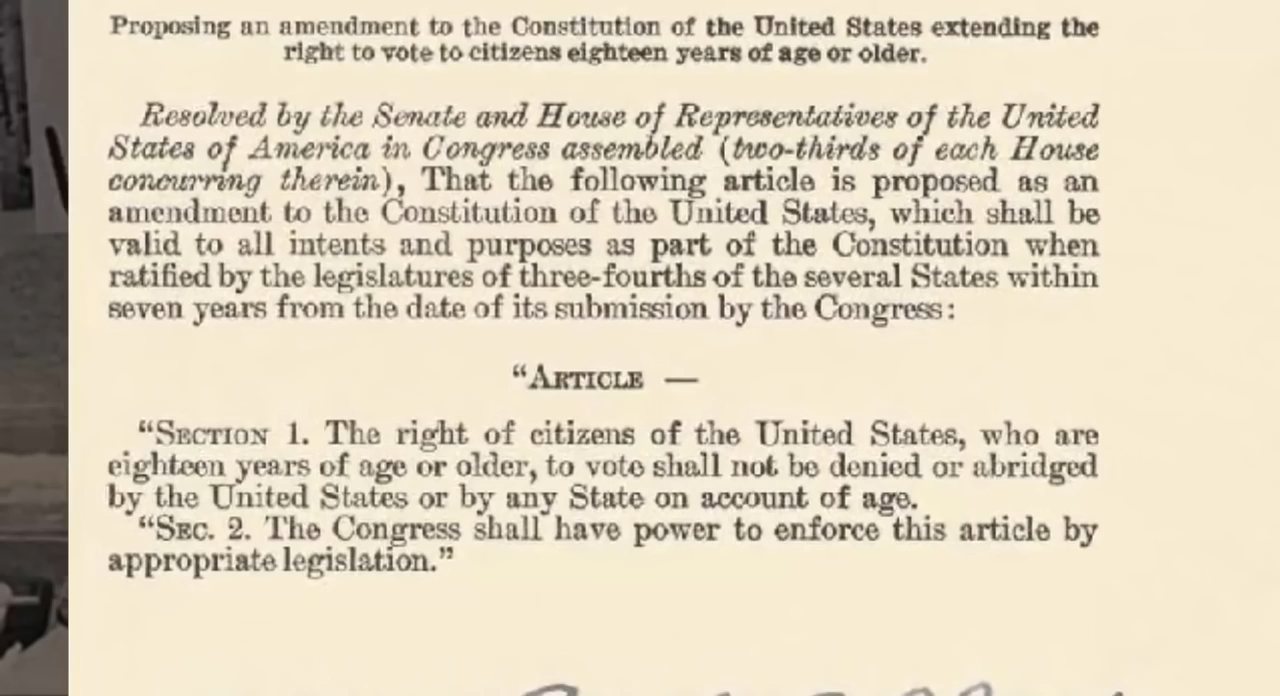 Proposing an amendment to the Constitution of the United States extending the
right to vote to citizens eighteen years of age or older.
Resolved by the Senate and House of Representatives of the United
States of America in Congress assembled (two-thirds of each House
concurring therein), That the following article is proposed as an
amendment to the Constitution of the United States, which shall be
valid to all intents and purposes as part of the Constitution when
ratified by the legislatures of three-fourths of the several States within
seven years from the date of its submission by the Congress:
"ARTICLE —
"SECTION 1. The right of citizens of the United States, who are
eighteen years of age or older, to vote shall not be denied or abridged
by the United States or by any State on account of age.
"SEC. 2. The Congress shall have power to enforce this article by
appropriate legislation."